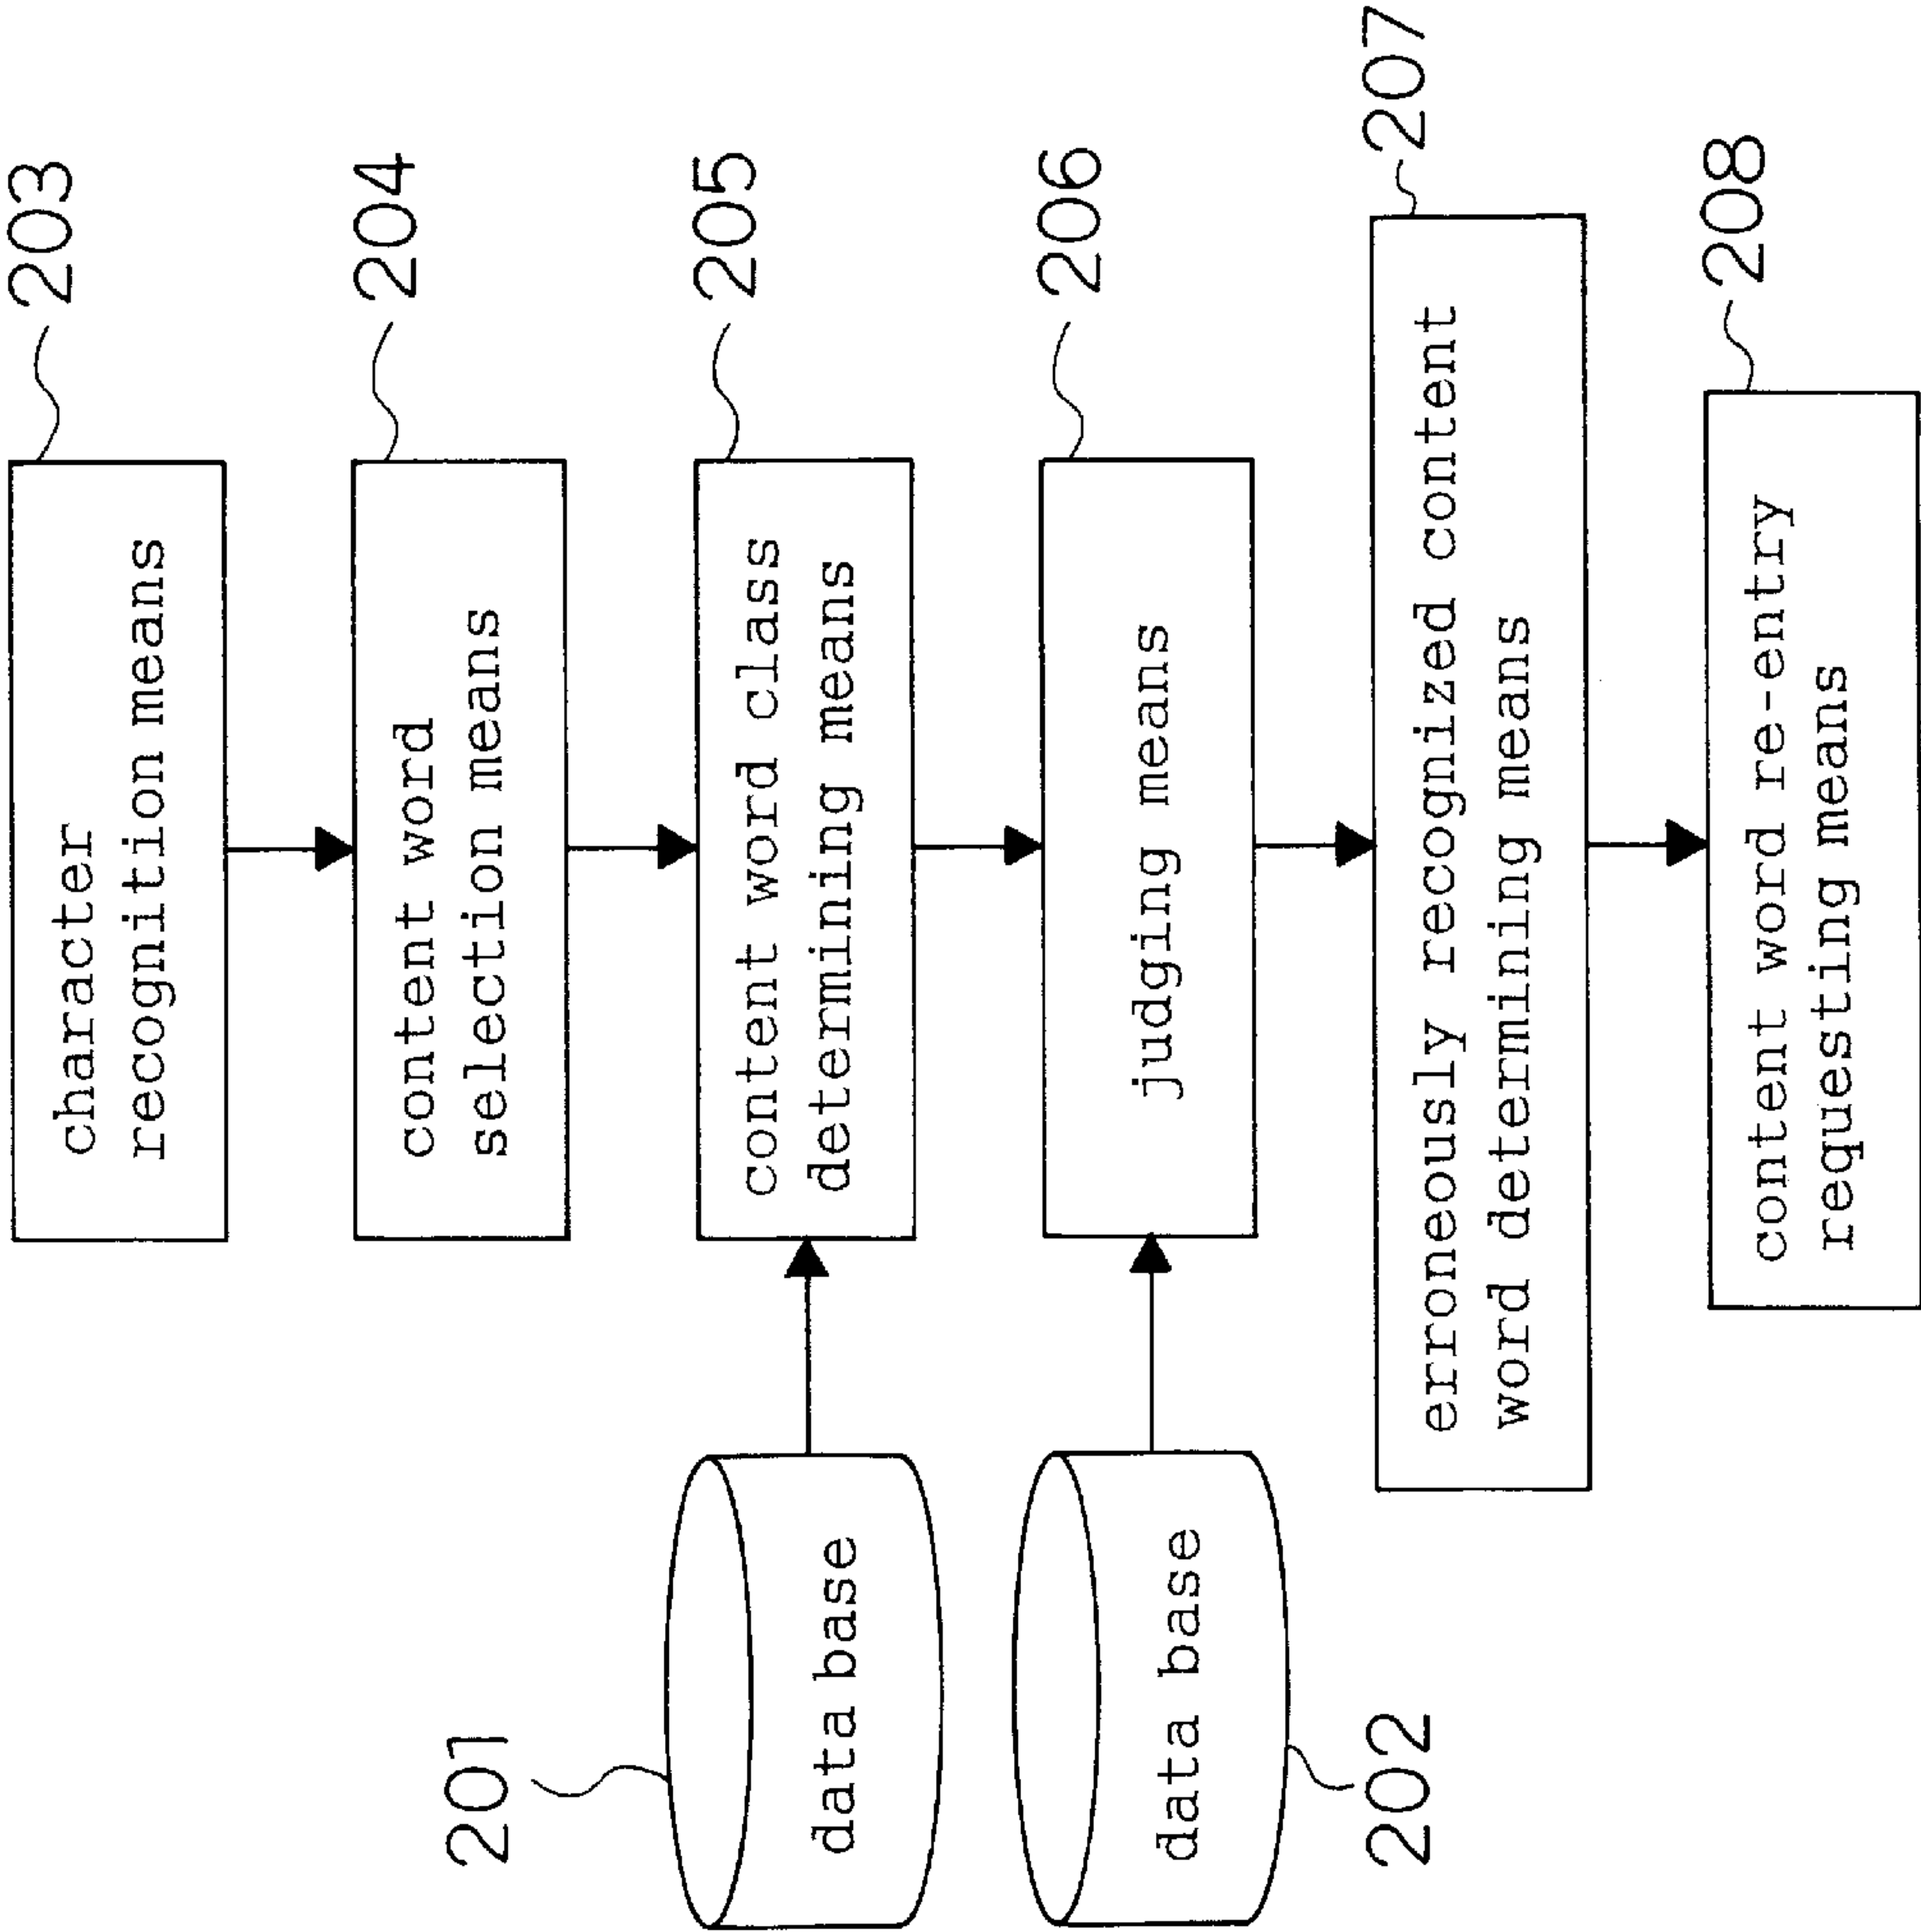 203
character
recognition means
204
content word
selection means
205
content word class
determining means
201
data base
206
judging means
data base
202
207
erroneously recognized content
word determining means
208
content word re-entry
requesting means